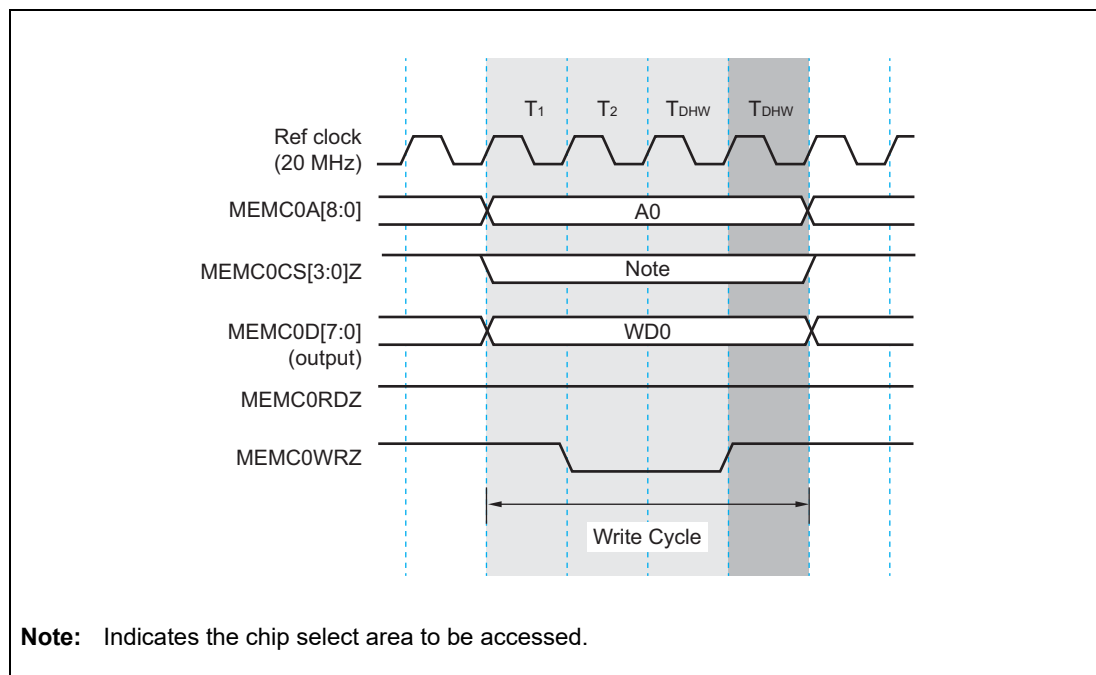 T1 T2 TDHW TDHW
Ref clock
(20 MHz)
MEMC0A[8:0]
A0
MEMC0CS[3:0]Z
Note
MEMC0D[7:0]
(output)
WD0
MEMC0RDZ
MEMC0WRZ
Write Cycle
Note: Indicates the chip select area to be accessed.